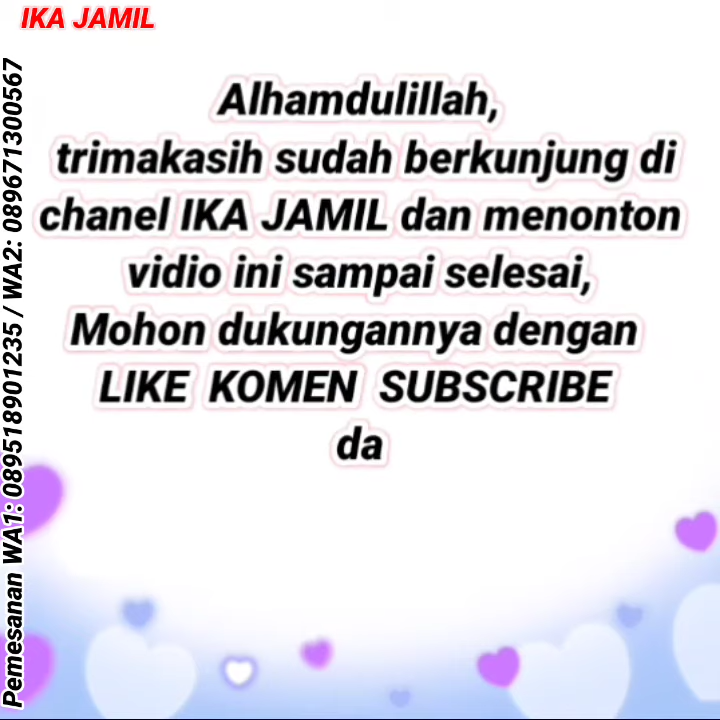 IKA JAMIL
Alhamdulillah,
trimakasih sudah berkunjung di
chanel IKA JAMIL dan menonton
vidio ini sampai selesai,
Mohon dukungannya dengan
LIKE KOMEN SUBSCRIBE
da
Pemesanan WA1: 089518901235 / WA2: 089671300567